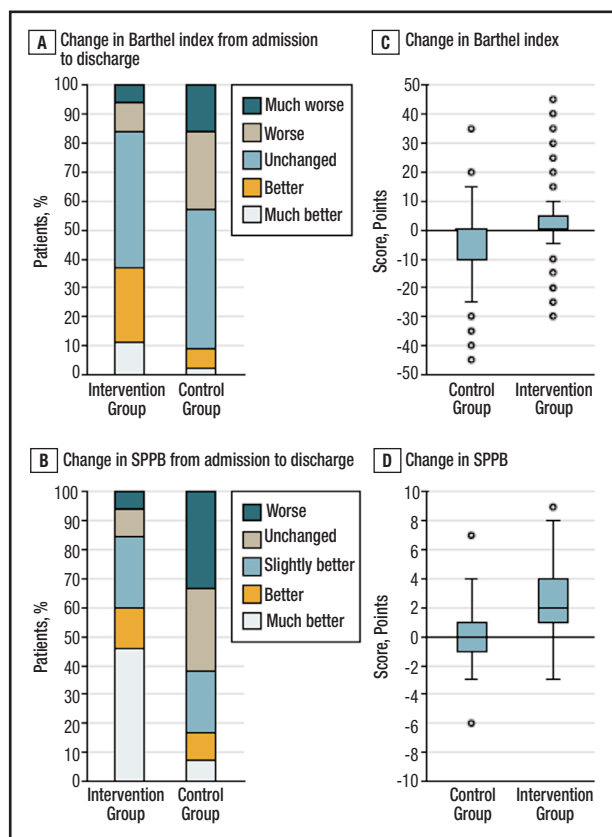 A Change in Barthel index from admission
to discharge
100
90
80
70
60
50
40
30
20
10
0
Patients, %
Intervention
Group
Control
Group
Much worse
Worse
Unchanged
Better
Much better
C Change in Barthel index
50
40
30
20
10
0
-10
-20
-30
-40
-50
Score, Points
Control
Group
Intervention
Group
B Change in SPPB from admission to discharge
100
90
80
70
60
50
40
30
20
10
0
Patients, %
Intervention
Group
Control
Group
Worse
Unchanged
Slightly better
Better
Much better
D Change in SPPB
10
8
6
4
2
0
-2
-4
-6
-8
-10
Score, Points
Control
Group
Intervention
Group